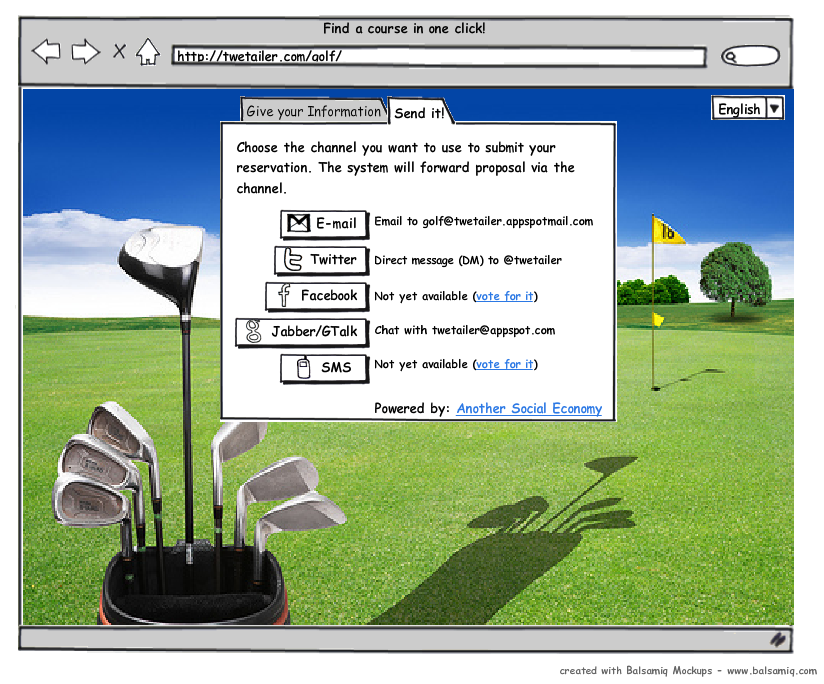 Find a course in one click!
http://twetailer.com/golf/
Give your Information
Send it!
English
Choose the channel you want to use to submit your
reservation. The system will forward proposal via the
channel.
E-mail
Email to golf@twetailer.appspotmail.com
Twitter
Direct message (DM) to @twetailer
Facebook
Not yet available (vote for it)
Jabber/GTalk
Chat with twetailer@appspot.com
SMS
Not yet available (vote for it)
Powered by: Another Social Economy
18
created with Balsamiq Mockups - www.balsamiq.com